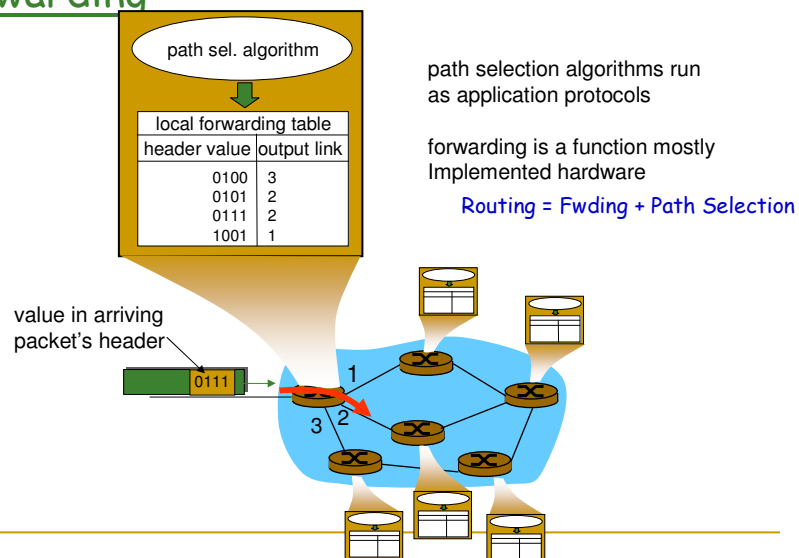 path sel. algorithm
local forwarding table
header value output link
0100 3
0101 2
0111 2
1001 1
path selection algorithms run
as application protocols
forwarding is a function mostly
Implemented hardware
Routing = Fwding + Path Selection
value in arriving
packet's header
0111
1
2
3